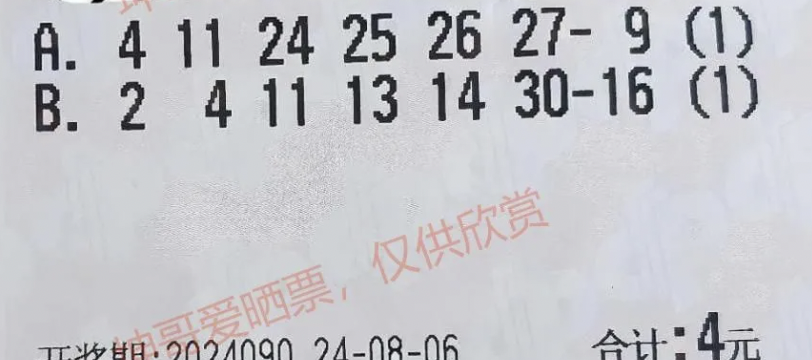 A. 4 11 24 25 26 27- 9 (1)
B. 2 4 11 13 14 30-16 (1)
坤哥爱晒票，仅供欣赏
开奖期:2024090 24-08-06 合计:4元